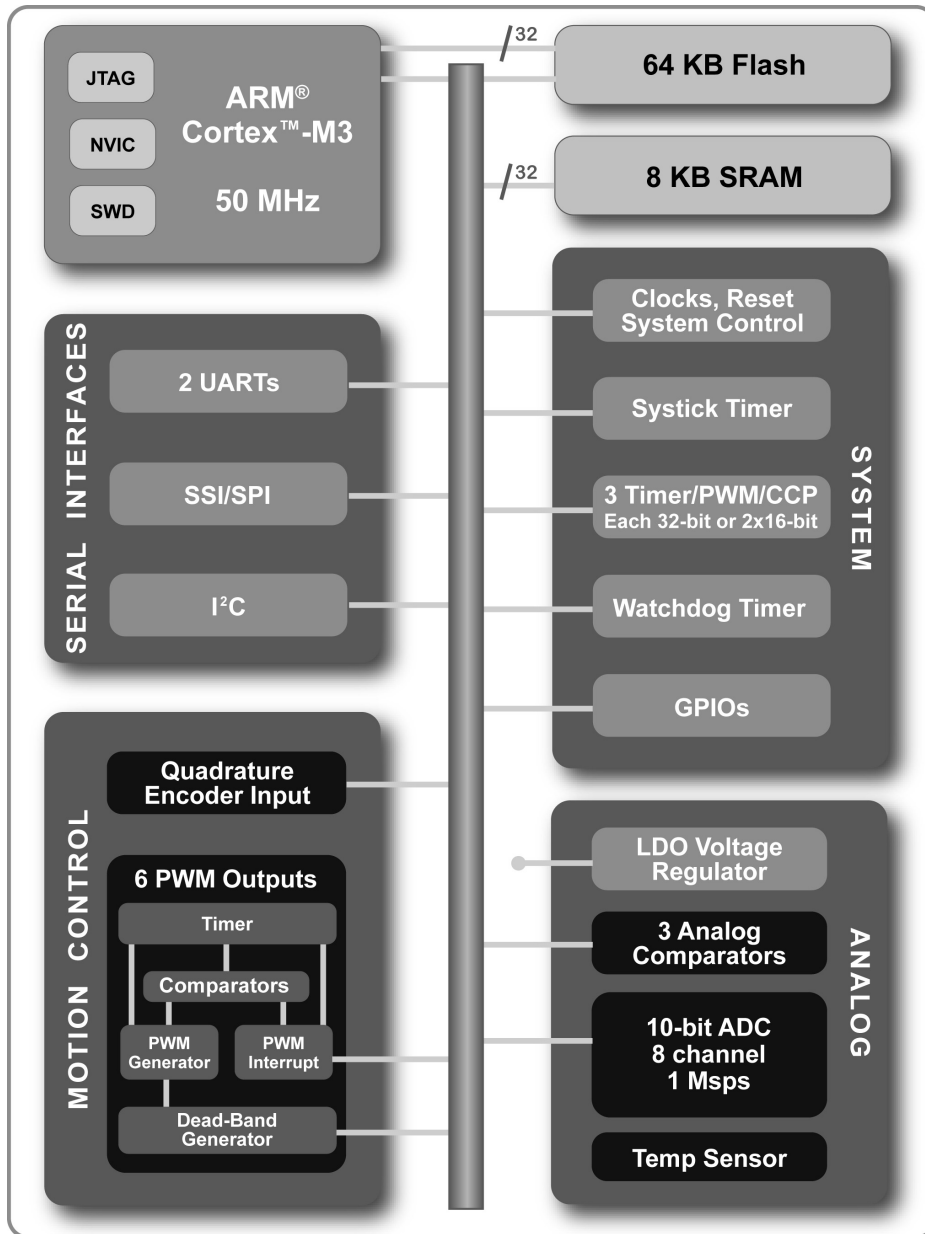 JTAG
NVIC
SWD
ARM®
Cortex™-M3
50 MHz
32
64 KB Flash
32
8 KB SRAM
SERIAL INTERFACES
2 UARTs
SSI/SPI
I²C
SYSTEM
Clocks, Reset
System Control
Systick Timer
3 Timer/PWM/CCP
Each 32-bit or 2x16-bit
Watchdog Timer
GPIOs
MOTION CONTROL
Quadrature
Encoder Input
6 PWM Outputs
Timer
Comparators
PWM
Generator
PWM
Interrupt
Dead-Band
Generator
ANALOG
LDO Voltage
Regulator
3 Analog
Comparators
10-bit ADC
8 channel
1 Msps
Temp Sensor